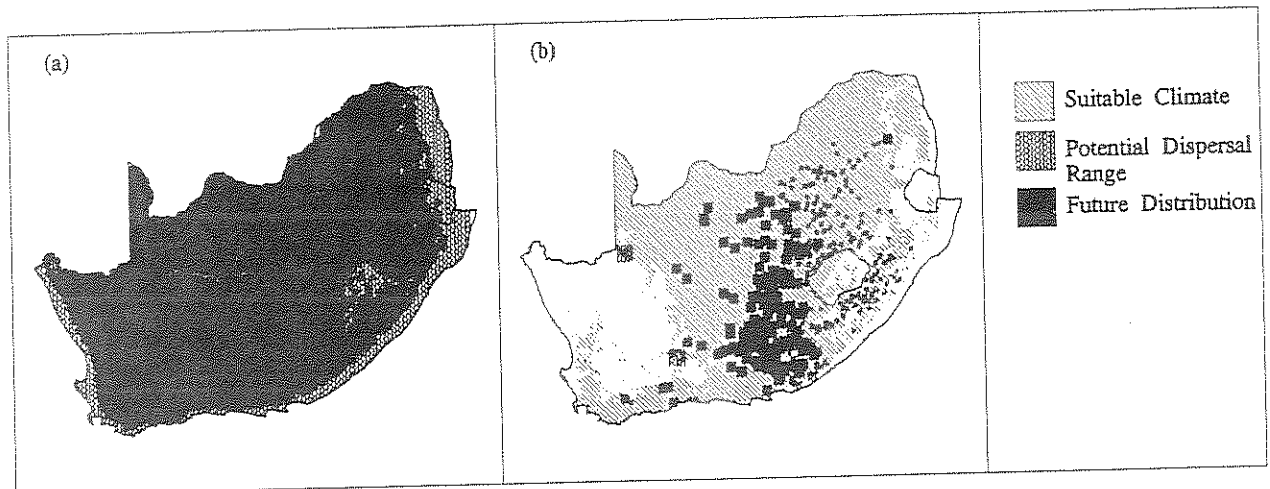 (a)
(b)
Suitable Climate
Potential Dispersal
Range
Future Distribution